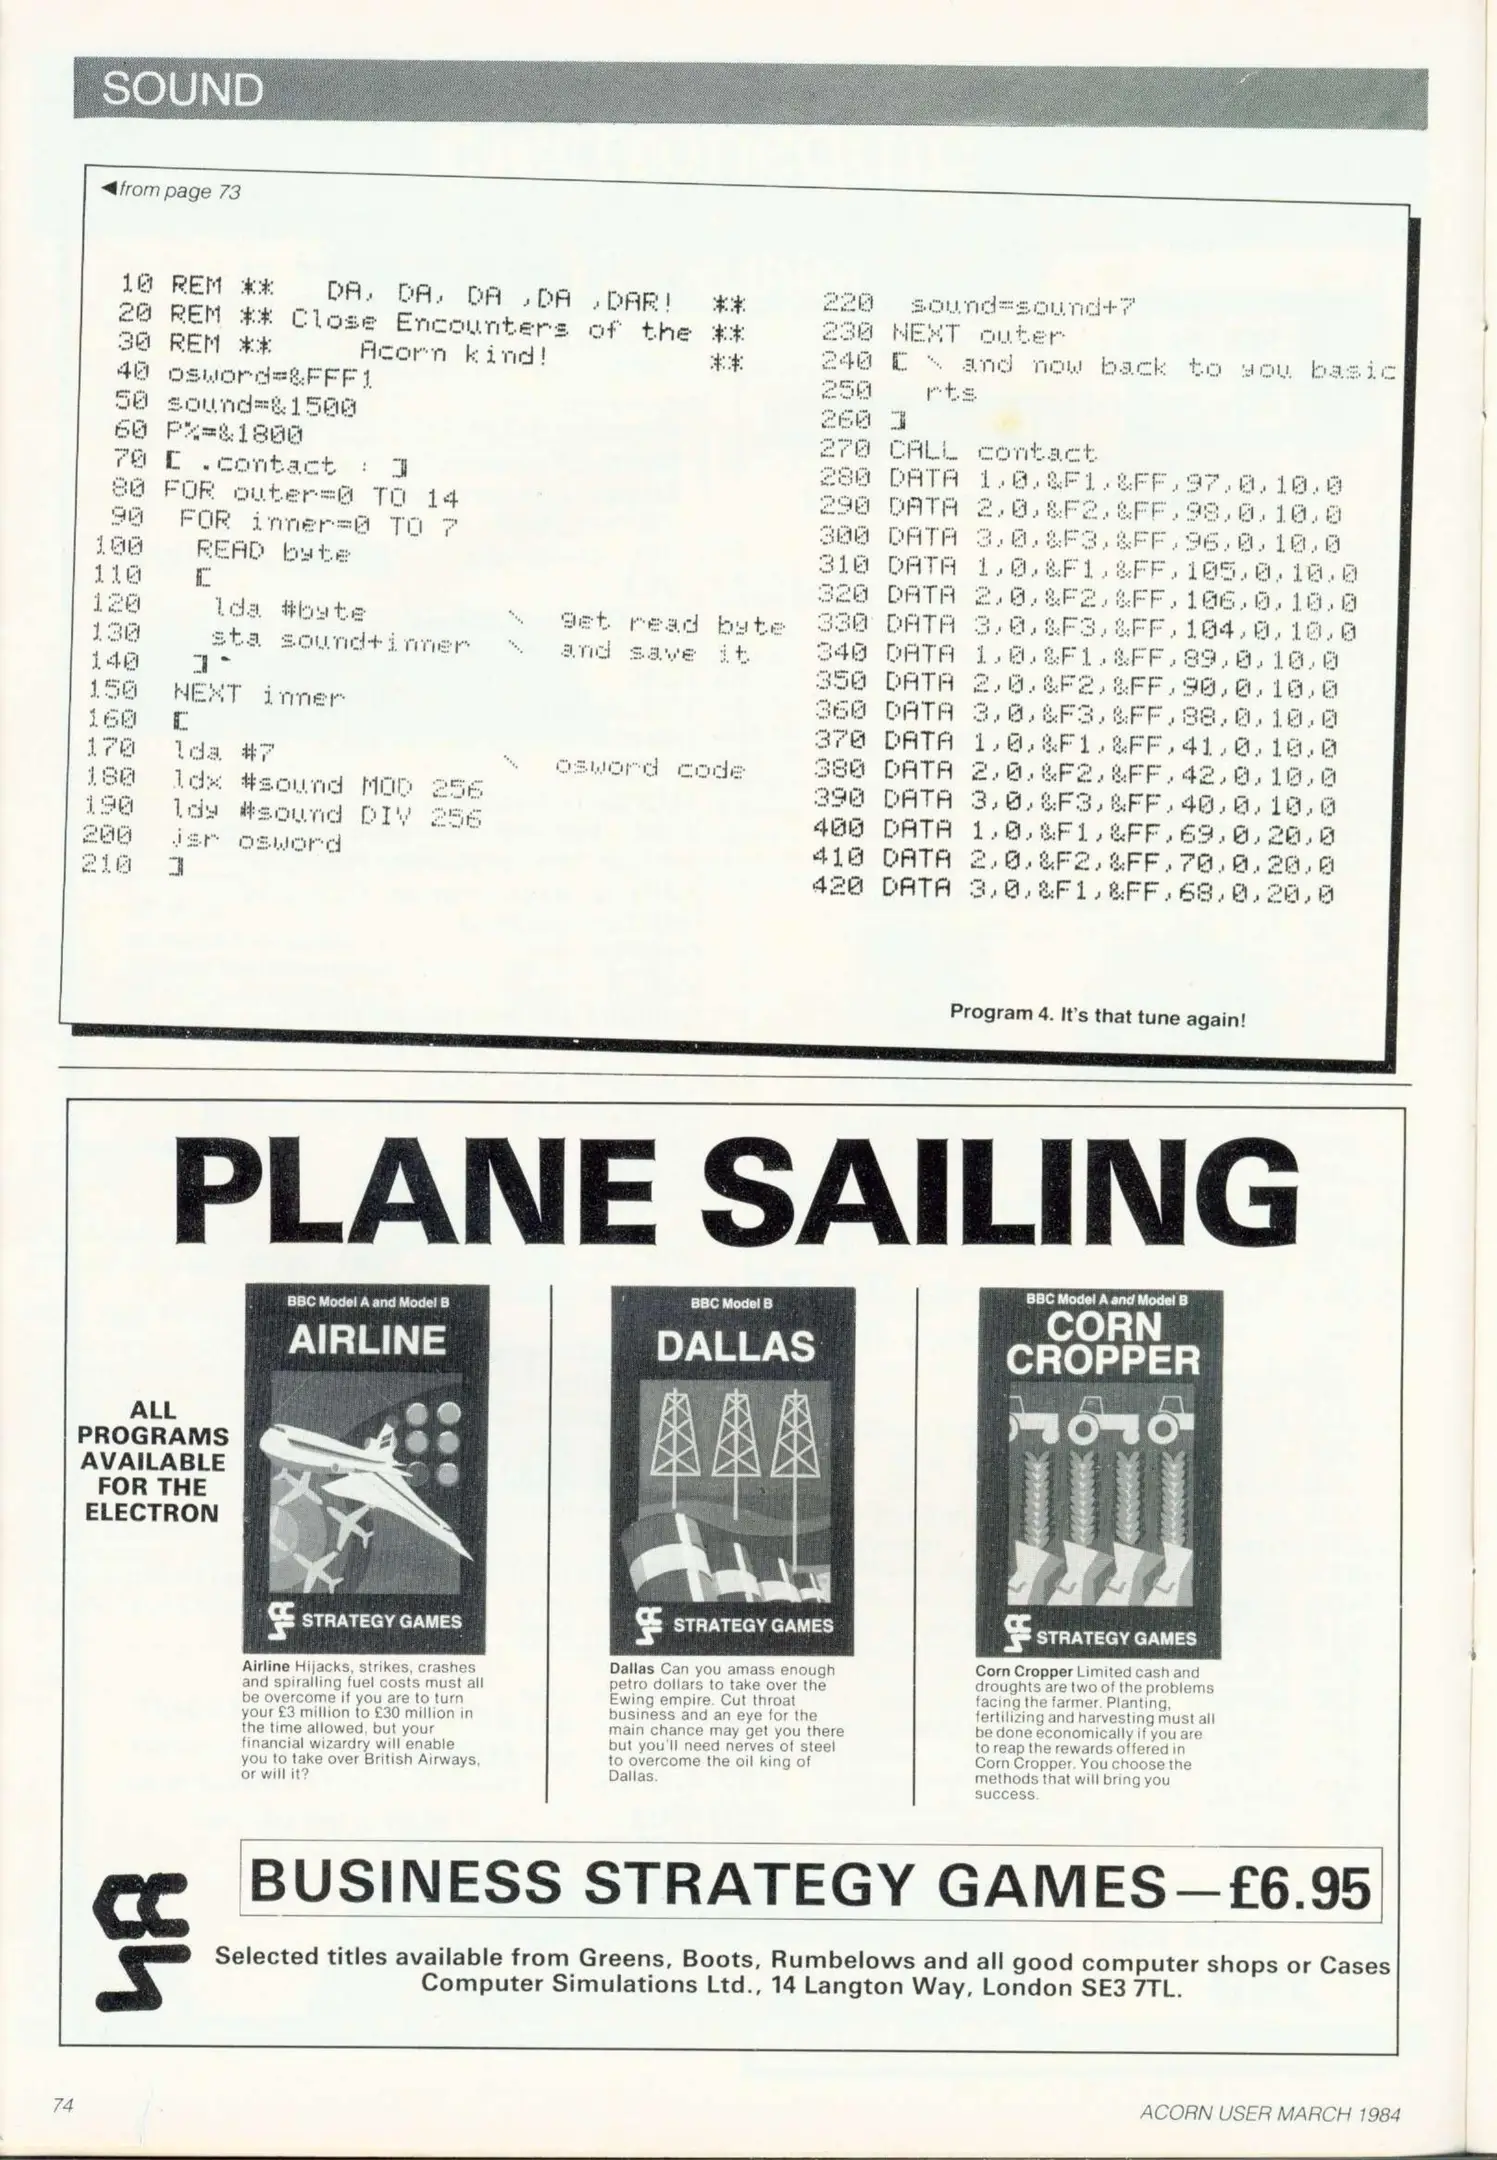 SOUND
◀from page 73
10 REM **   DA, DA, DA ,DA ,DAR!  **
20 REM ** Close Encounters of the **
30 REM **     Acorn kind!         **
40 osword=&FFF1
50 sound=&1500
60 P%=&1800
70 [ .contact : ]
80 FOR outer=0 TO 14
90  FOR inner=0 TO 7
100   READ byte
110   [
120    lda #byte          \  get read byte
130    sta sound+inner    \  and save it
140   ]
150  NEXT inner
160  [
170  lda #7               \  osword code
180  ldx #sound MOD 256
190  ldy #sound DIV 256
200  jsr osword
210  ]
220  sound=sound+7
230 NEXT outer
240 [ \ and now back to you basic
250   rts
260 ]
270 CALL contact
280 DATA 1,0,&F1,&FF,97,0,10,0
290 DATA 2,0,&F2,&FF,98,0,10,0
300 DATA 3,0,&F3,&FF,96,0,10,0
310 DATA 1,0,&F1,&FF,105,0,10,0
320 DATA 2,0,&F2,&FF,106,0,10,0
330 DATA 3,0,&F3,&FF,104,0,10,0
340 DATA 1,0,&F1,&FF,89,0,10,0
350 DATA 2,0,&F2,&FF,90,0,10,0
360 DATA 3,0,&F3,&FF,88,0,10,0
370 DATA 1,0,&F1,&FF,41,0,10,0
380 DATA 2,0,&F2,&FF,42,0,10,0
390 DATA 3,0,&F3,&FF,40,0,10,0
400 DATA 1,0,&F1,&FF,69,0,20,0
410 DATA 2,0,&F2,&FF,70,0,20,0
420 DATA 3,0,&F1,&FF,68,0,20,0
Program 4. It's that tune again!
PLANE SAILING
ALL
PROGRAMS
AVAILABLE
FOR THE
ELECTRON
BBC Model A and Model B
AIRLINE
STRATEGY GAMES
Airline Hijacks, strikes, crashes
and spiralling fuel costs must all
be overcome if you are to turn
your £3 million to £30 million in
the time allowed, but your
financial wizardry will enable
you to take over British Airways,
or will it?
BBC Model B
DALLAS
STRATEGY GAMES
Dallas Can you amass enough
petro dollars to take over the
Ewing empire. Cut throat
business and an eye for the
main chance may get you there
but you'll need nerves of steel
to overcome the oil king of
Dallas.
BBC Model A and Model B
CORN
CROPPER
STRATEGY GAMES
Corn Cropper Limited cash and
droughts are two of the problems
facing the farmer. Planting,
fertilizing and harvesting must all
be done economically if you are
to reap the rewards offered in
Corn Cropper. You choose the
methods that will bring you
success.
BUSINESS STRATEGY GAMES—£6.95
Selected titles available from Greens, Boots, Rumbelows and all good computer shops or Cases
Computer Simulations Ltd., 14 Langton Way, London SE3 7TL.
74
ACORN USER MARCH 1984